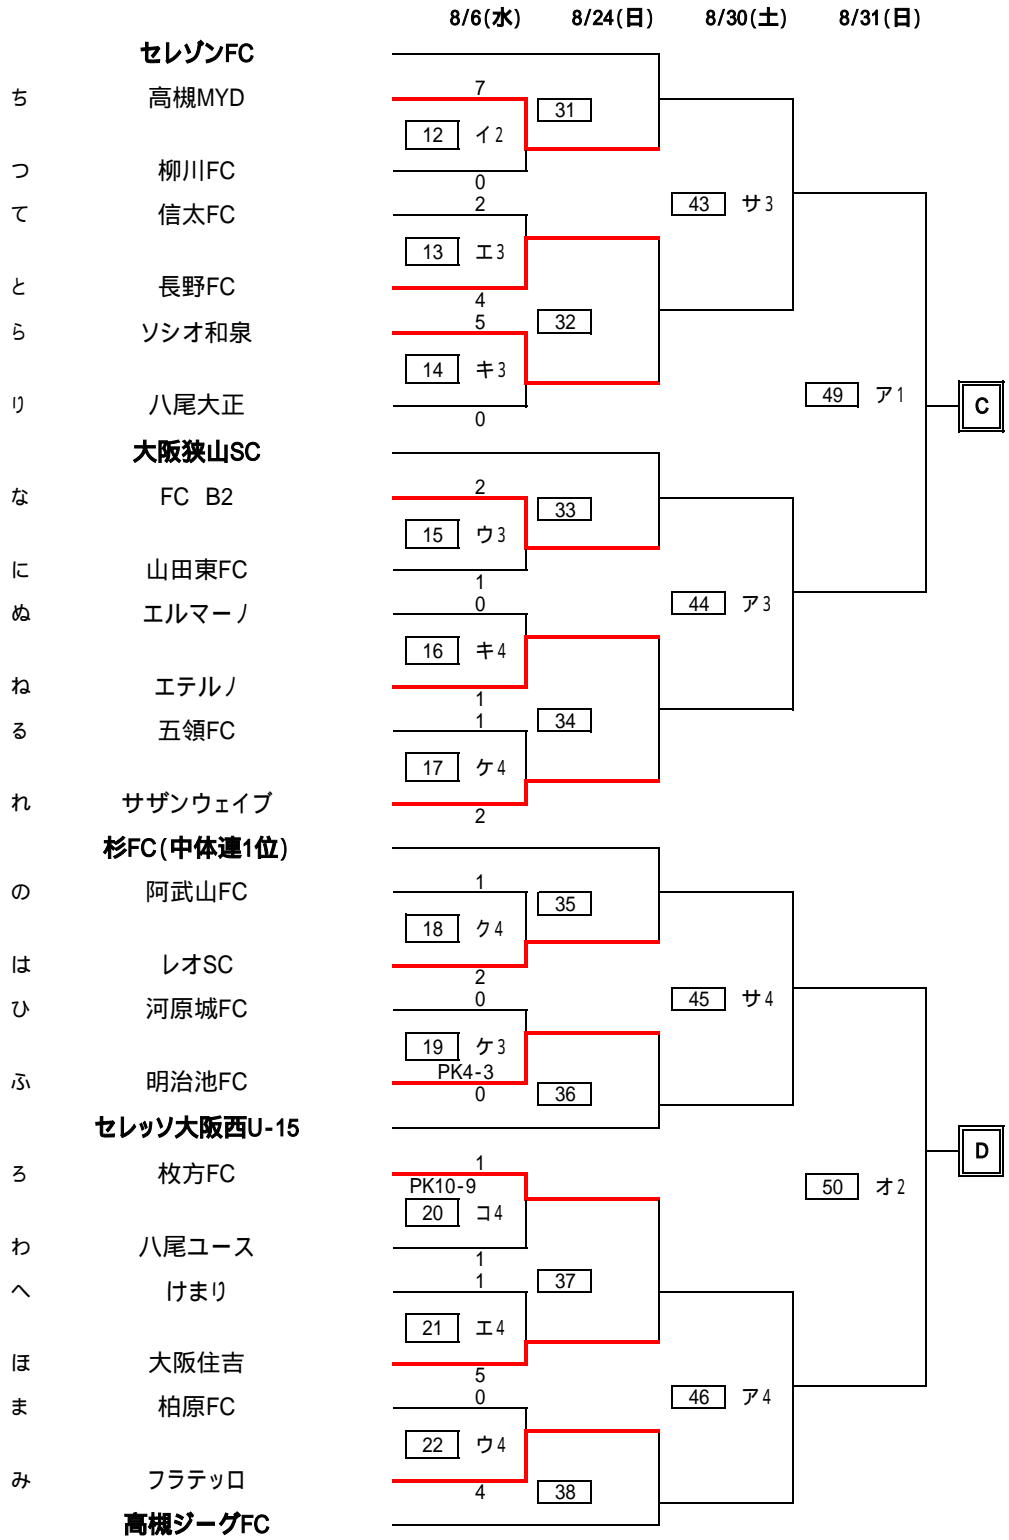 8/6(水) 8/24(日) 8/30(土) 8/31(日)
セレゾンFC
7
ち 高槻MYD
31
12 イ2
つ 柳川FC
0
2
43 サ3
て 信太FC
13 エ3
と 長野FC
4
5
32
ら ソシオ和泉
14 キ3
49 ア1
C
り 八尾大正
0
大阪狭山SC
2
な FC B2
33
15 ウ3
に 山田東FC
1
0
44 ア3
ぬ エルマーノ
16 キ4
ね エテルノ
1
1
34
る 五領FC
17 ケ4
れ サザンウェイブ
2
杉FC(中体連1位)
1
の 阿武山FC
35
18 ク4
は レオSC
2
0
45 サ4
ひ 河原城FC
19 ケ3
PK4-3
ふ 明治池FC
0
36
セレッソ大阪西U-15
D
1
ろ 枚方FC
PK10-9
50 オ2
20 コ4
わ 八尾ユース
1
1
37
へ けまり
21 エ4
ほ 大阪住吉
5
0
46 ア4
ま 柏原FC
22 ウ4
み フラテッロ
4
38
高槻ジーグFC